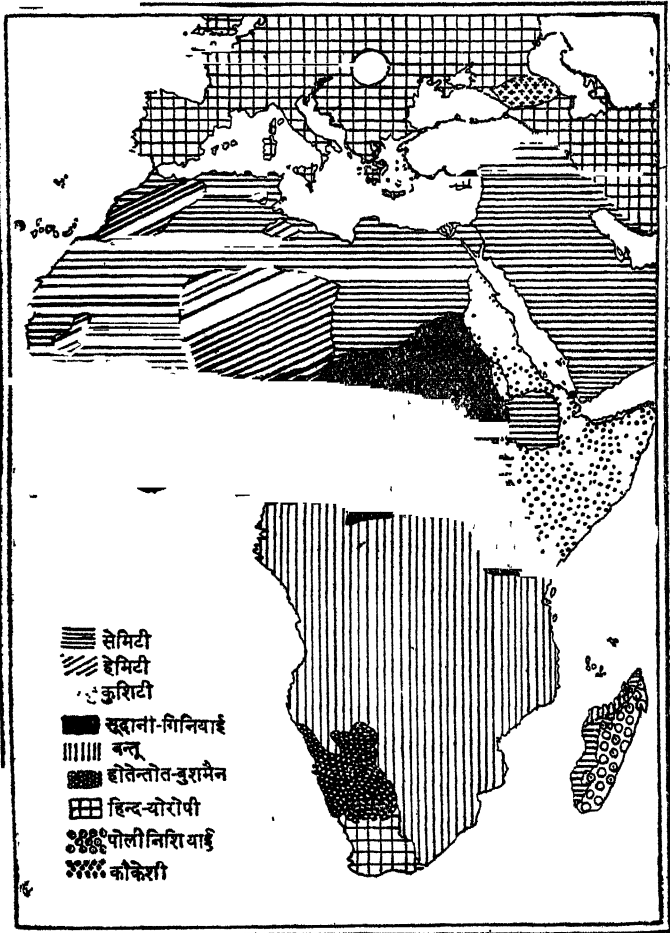 सेमिटी
हेमिटी
कुशिटी
सूदानी-गिनियाई
बन्तू
होतेन्तोत-बुशमैन
हिन्द-योरोपी
पोलीनिशियाई
कौकेशी